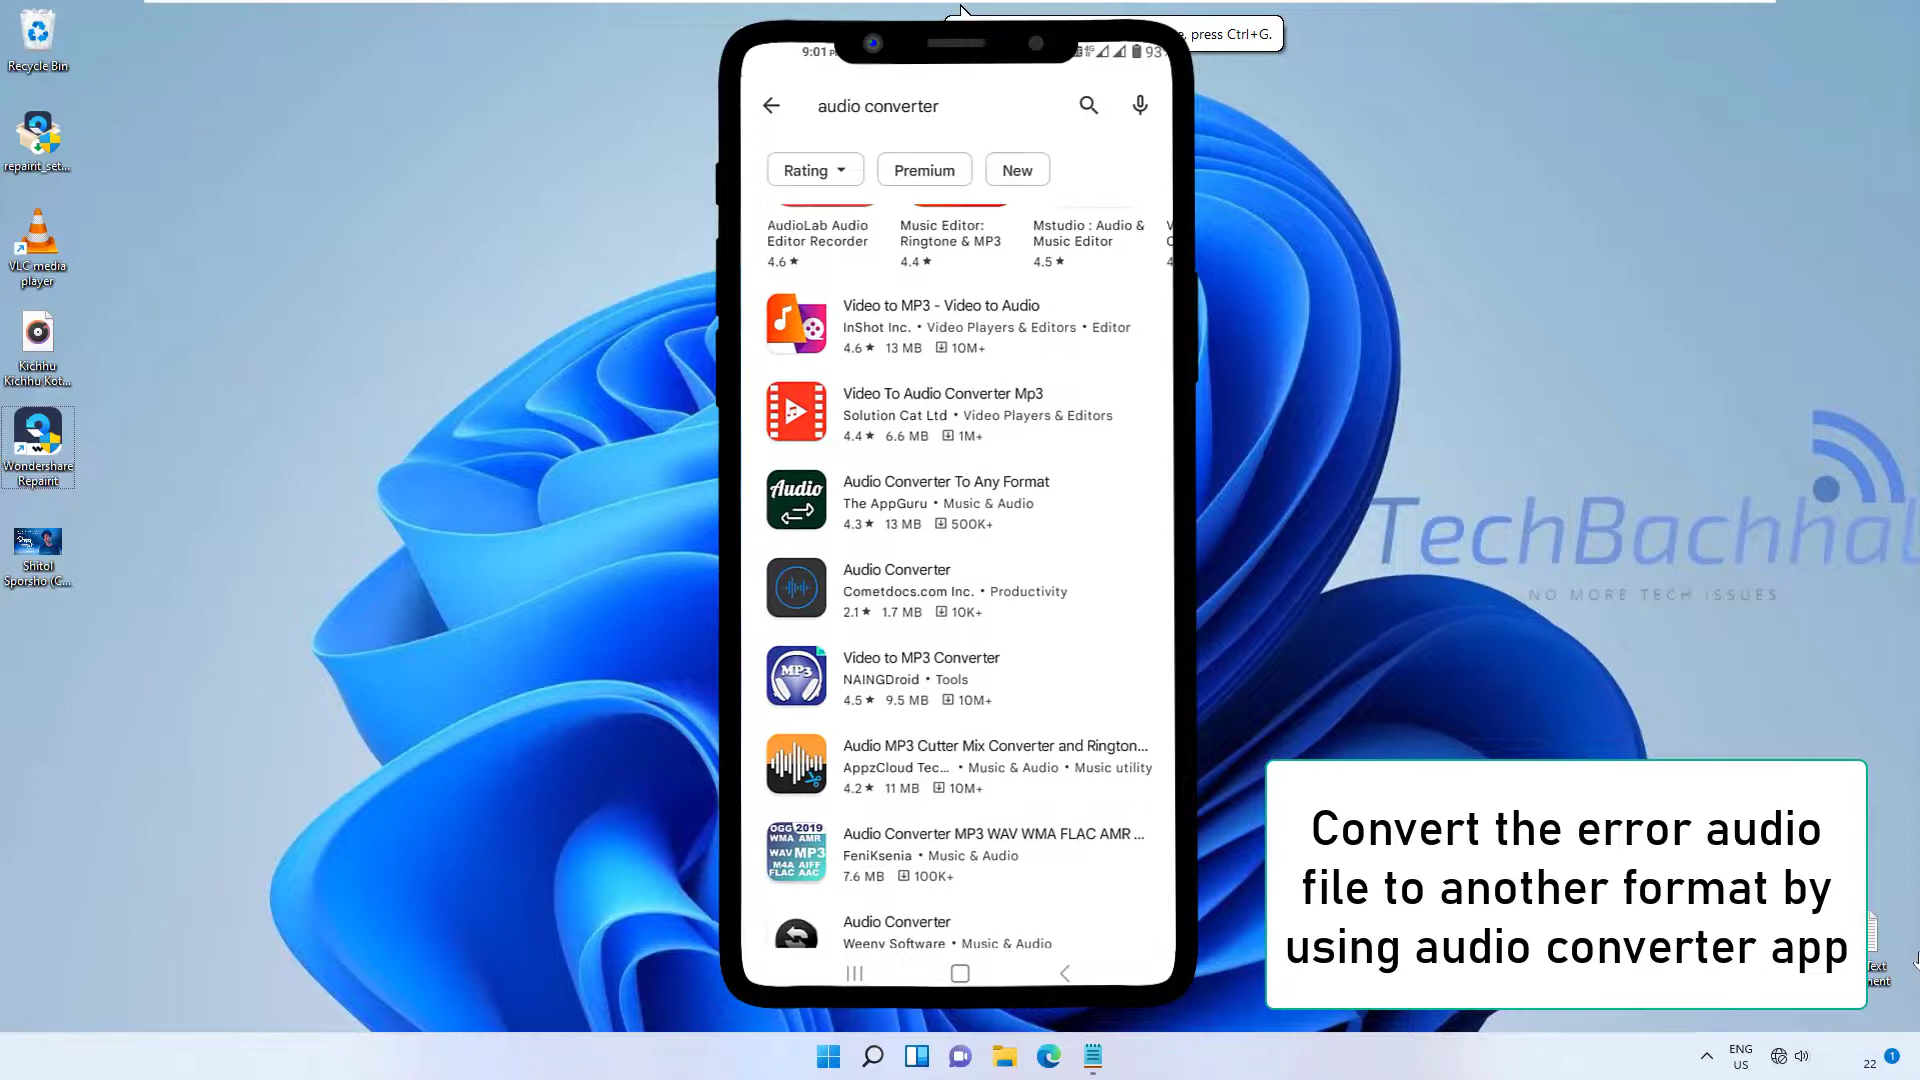 Recycle Bin
repairit_set...
VLC media
player
Kichhu
Kichhu Kot...
Wondershare
Repairit
Shitol
Sporsho (C...
press Ctrl+G.
9:01
4G
93
audio converter
Rating
Premium
New
AudioLab Audio
Editor Recorder
4.6 ★
Music Editor:
Ringtone & MP3
4.4 ★
Mstudio : Audio &
Music Editor
4.5 ★
Video to MP3 - Video to Audio
InShot Inc. • Video Players & Editors • Editor
4.6 ★ 13 MB 10M+
Video To Audio Converter Mp3
Solution Cat Ltd • Video Players & Editors
4.4 ★ 6.6 MB 1M+
Audio
Audio Converter To Any Format
The AppGuru • Music & Audio
4.3 ★ 13 MB 500K+
Audio Converter
Cometdocs.com Inc. • Productivity
2.1 ★ 1.7 MB 10K+
MP3
Video to MP3 Converter
NAINGDroid • Tools
4.5 ★ 9.5 MB 10M+
Audio MP3 Cutter Mix Converter and Rington...
AppzCloud Tec... • Music & Audio • Music utility
4.2 ★ 11 MB 10M+
OGG 2019
WMA AMR
WAV MP3
M4A AIFF
FLAC AAC
Audio Converter MP3 WAV WMA FLAC AMR ...
FeniKsenia • Music & Audio
7.6 MB 100K+
Audio Converter
Weeny Software • Music & Audio
TechBachhal
NO MORE TECH ISSUES
Convert the error audio
file to another format by
using audio converter app
Text
ENG
US
22
1